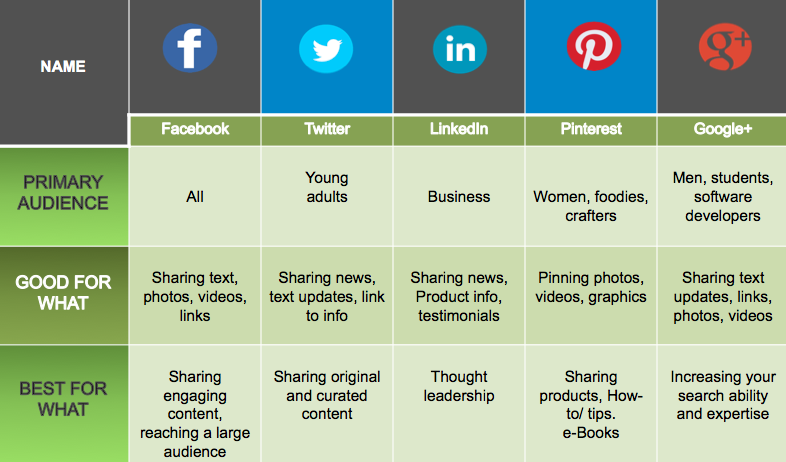 NAME
f
in
p
g+
Facebook
Twitter
LinkedIn
Pinterest
Google+
PRIMARY
AUDIENCE
All
Young
adults
Business
Women, foodies,
crafters
Men, students,
software
developers
GOOD FOR
WHAT
Sharing text,
photos, videos,
links
Sharing news,
text updates, link
to info
Sharing news,
Product info,
testimonials
Pinning photos,
videos, graphics
Sharing text
updates, links,
photos, videos
BEST FOR
WHAT
Sharing
engaging
content,
reaching a large
audience
Sharing original
and curated
content
Thought
leadership
Sharing
products, How-
to/ tips.
e-Books
Increasing your
search ability
and expertise